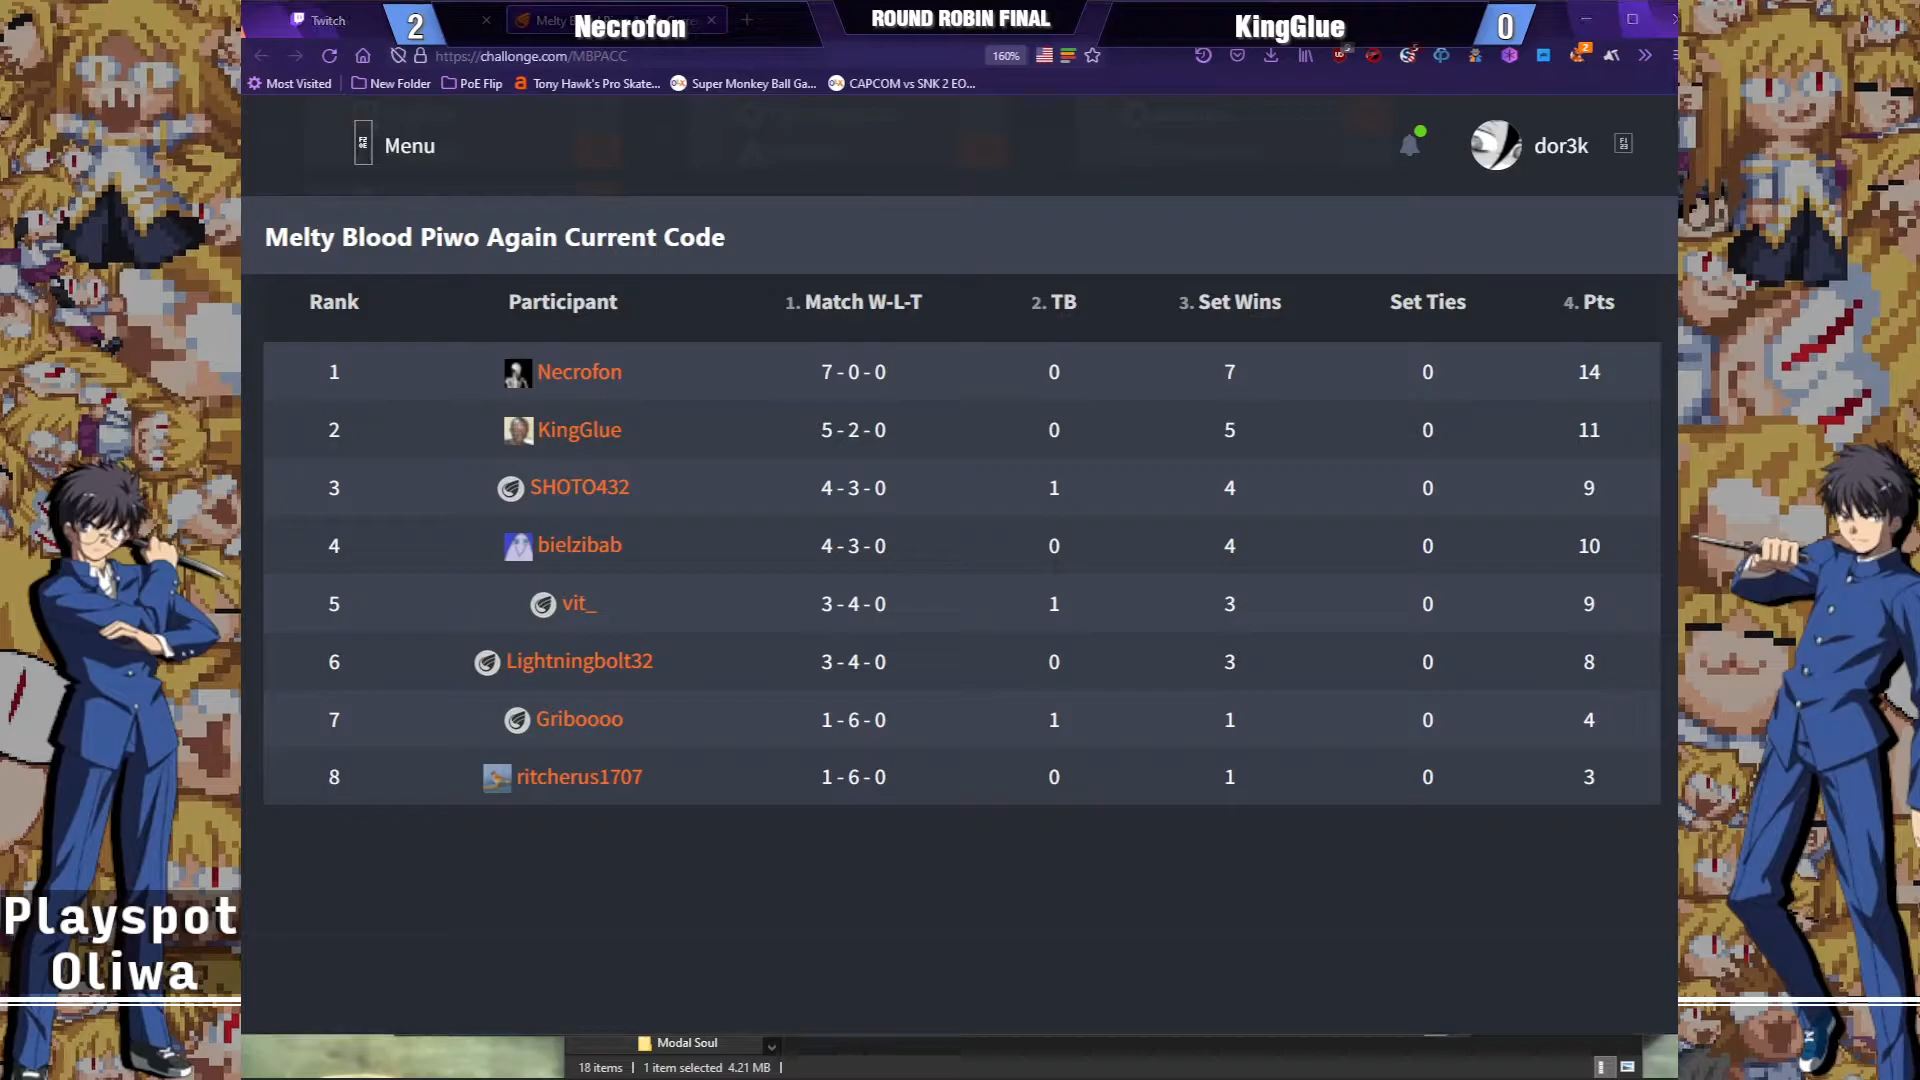 Twitch
2
Necrofon
ROUND ROBIN FINAL
KingGlue
0
https://challonge.com/MBPACC
160%
Most Visited
New Folder
PoE Flip
Tony Hawk's Pro Skate...
Super Monkey Ball Ga...
CAPCOM vs SNK 2 EO...
Menu
dor3k
Melty Blood Piwo Again Current Code
Rank Participant 1. Match W-L-T 2. TB 3. Set Wins Set Ties 4. Pts
1 Necrofon 7 - 0 - 0 0 7 0 14
2 KingGlue 5 - 2 - 0 0 5 0 11
3 SHOTO432 4 - 3 - 0 1 4 0 9
4 bielzibab 4 - 3 - 0 0 4 0 10
5 vit_ 3 - 4 - 0 1 3 0 9
6 Lightningbolt32 3 - 4 - 0 0 3 0 8
7 Griboooo 1 - 6 - 0 1 1 0 4
8 ritcherus1707 1 - 6 - 0 0 1 0 3
Playspot
Oliwa
Modal Soul
18 items 1 item selected 4.21 MB